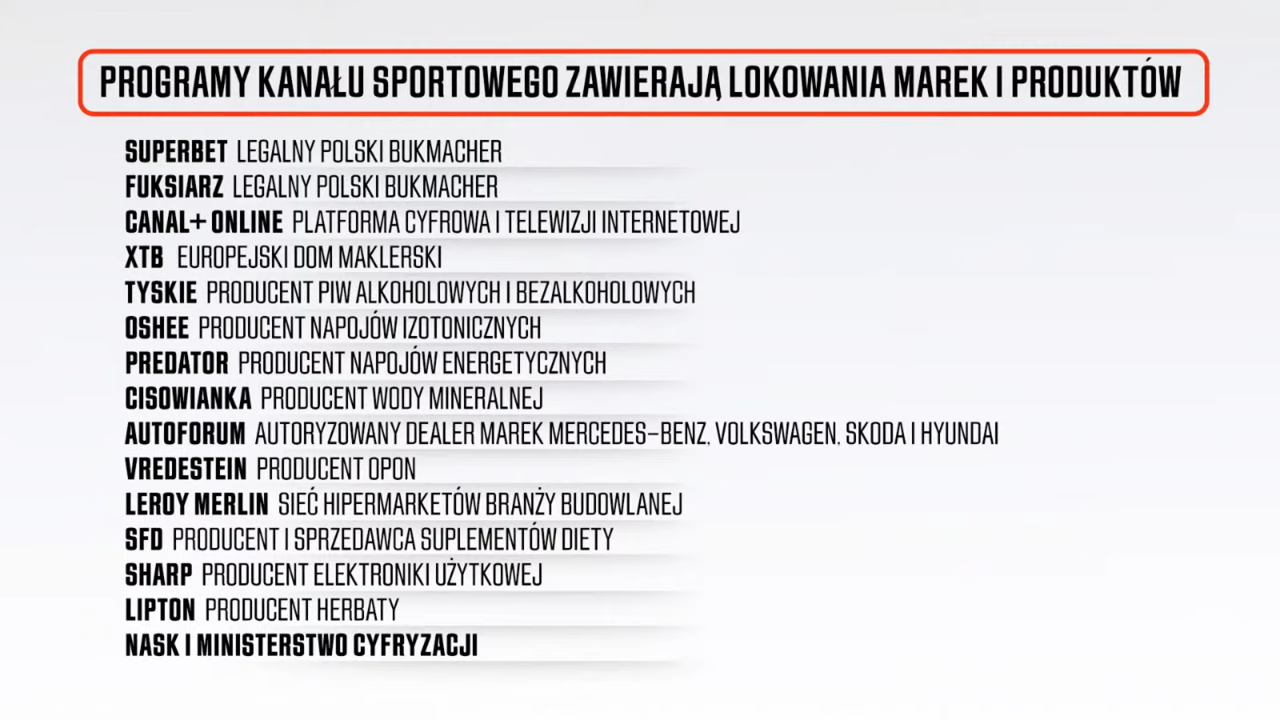 PROGRAMY KANAŁU SPORTOWEGO ZAWIERAJĄ LOKOWANIA MAREK I PRODUKTÓW
SUPERBET LEGALNY POLSKI BUKMACHER
FUKSIARZ LEGALNY POLSKI BUKMACHER
CANAL+ ONLINE PLATFORMA CYFROWA I TELEWIZJI INTERNETOWEJ
XTB EUROPEJSKI DOM MAKLERSKI
TYSKIE PRODUCENT PIW ALKOHOLOWYCH I BEZALKOHOLOWYCH
OSHEE PRODUCENT NAPOJÓW IZOTONICZNYCH
PREDATOR PRODUCENT NAPOJÓW ENERGETYCZNYCH
CISOWIANKA PRODUCENT WODY MINERALNEJ
AUTOFORUM AUTORYZOWANY DEALER MAREK MERCEDES-BENZ, VOLKSWAGEN, SKODA I HYUNDAI
VREDESTEIN PRODUCENT OPON
LEROY MERLIN SIEĆ HIPERMARKETÓW BRANŻY BUDOWLANEJ
SFD PRODUCENT I SPRZEDAWCA SUPLEMENTÓW DIETY
SHARP PRODUCENT ELEKTRONIKI UŻYTKOWEJ
LIPTON PRODUCENT HERBATY
NASK I MINISTERSTWO CYFRYZACJI